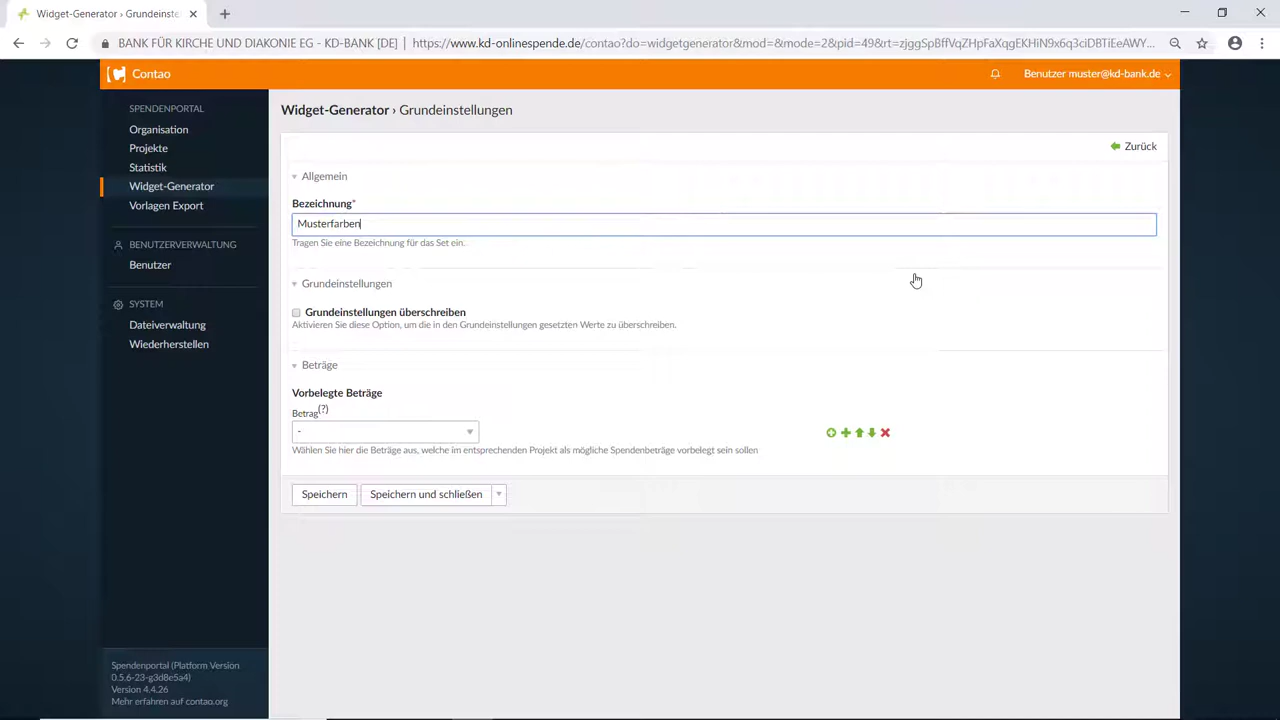 Widget-Generator › Grundeinste
BANK FÜR KIRCHE UND DIAKONIE EG - KD-BANK [DE] | https://www.kd-onlinespende.de/contao?do=widgetgenerator&mod=&mode=2&pid=49&rt=
Contao
Benutzer muster@kd-bank.de
SPENDENPORTAL
Organisation
Projekte
Statistik
Widget-Generator
Vorlagen Export
BENUTZERVERWALTUNG
Benutzer
SYSTEM
Dateiverwaltung
Wiederherstellen
Spendenportal (Platform Version
0.5.6-23-g3d8e5a4)
Version 4.4.26
Mehr erfahren auf contao.org
Widget-Generator › Grundeinstellungen
Zurück
Allgemein
Bezeichnung*
Musterfarben
Tragen Sie eine Bezeichnung für das Set ein.
Grundeinstellungen
Grundeinstellungen überschreiben
Aktivieren Sie diese Option, um die in den Grundeinstellungen gesetzten Werte zu überschreiben.
Beträge
Vorbelegte Beträge
Betrag(?)
-
Wählen Sie hier die Beträge aus, welche im entsprechenden Projekt als mögliche Spendenbeträge vorbelegt sein sollen
Speichern
Speichern und schließen